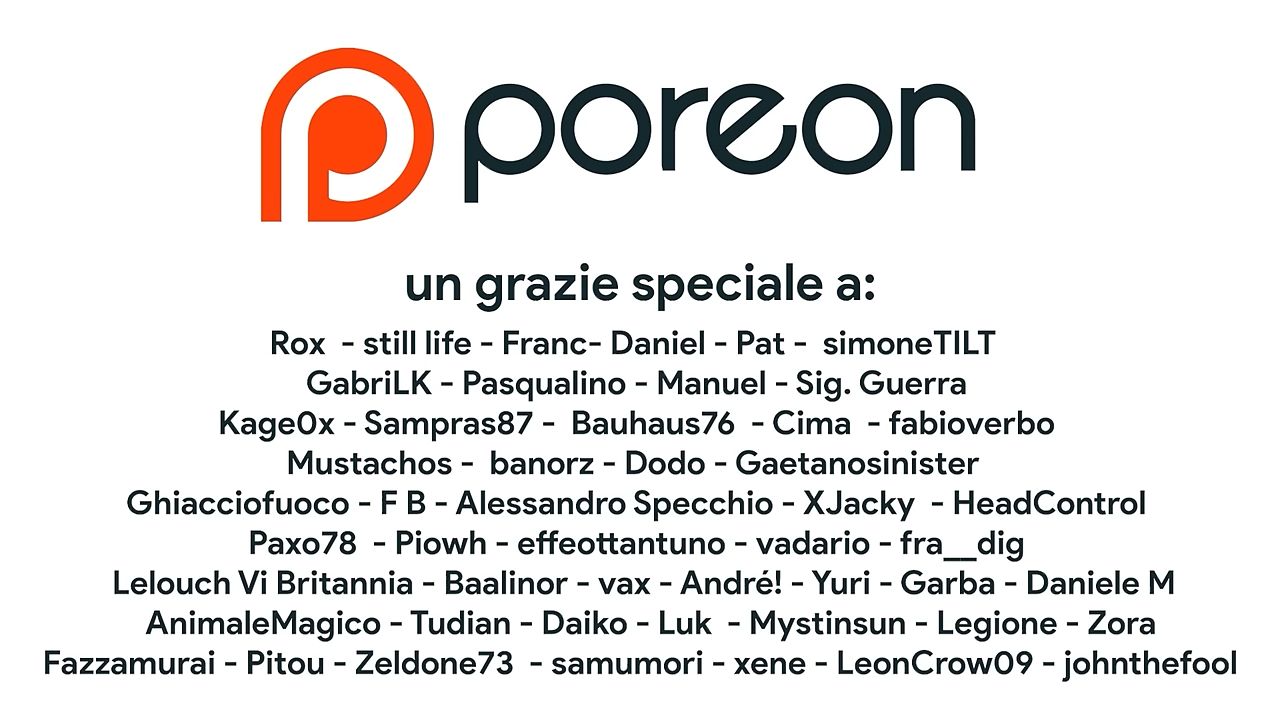 poreon
un grazie speciale a:
Rox - still life - Franc- Daniel - Pat - simoneTILT
GabriLK - Pasqualino - Manuel - Sig. Guerra
Kage0x - Sampras87 - Bauhaus76 - Cima - fabioverbo
Mustachos - banorz - Dodo - Gaetanosinister
Ghiacciofuoco - F B - Alessandro Specchio - XJacky - HeadControl
Paxo78 - Piowh - effeottantuno - vadario - fra__dig
Lelouch Vi Britannia - Baalinor - vax - André! - Yuri - Garba - Daniele M
AnimaleMagico - Tudian - Daiko - Luk - Mystinsun - Legione - Zora
Fazzamurai - Pitou - Zeldone73 - samumori - xene - LeonCrow09 - johnthefool